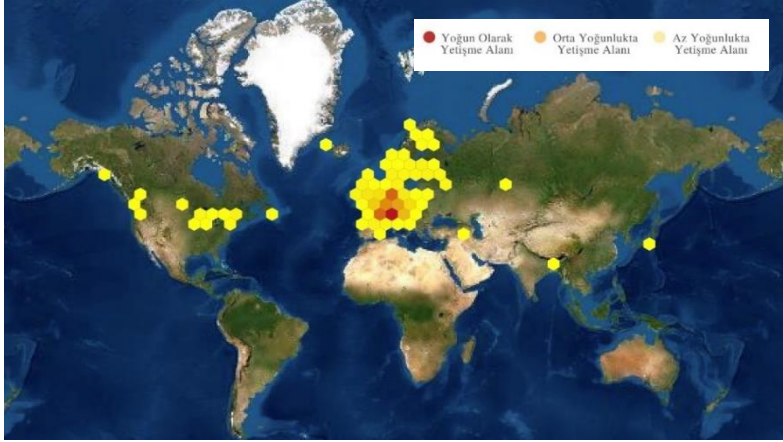 Yoğun Olarak
Yetişme Alanı
Orta Yoğunlukta
Yetişme Alanı
Az Yoğunlukta
Yetişme Alanı